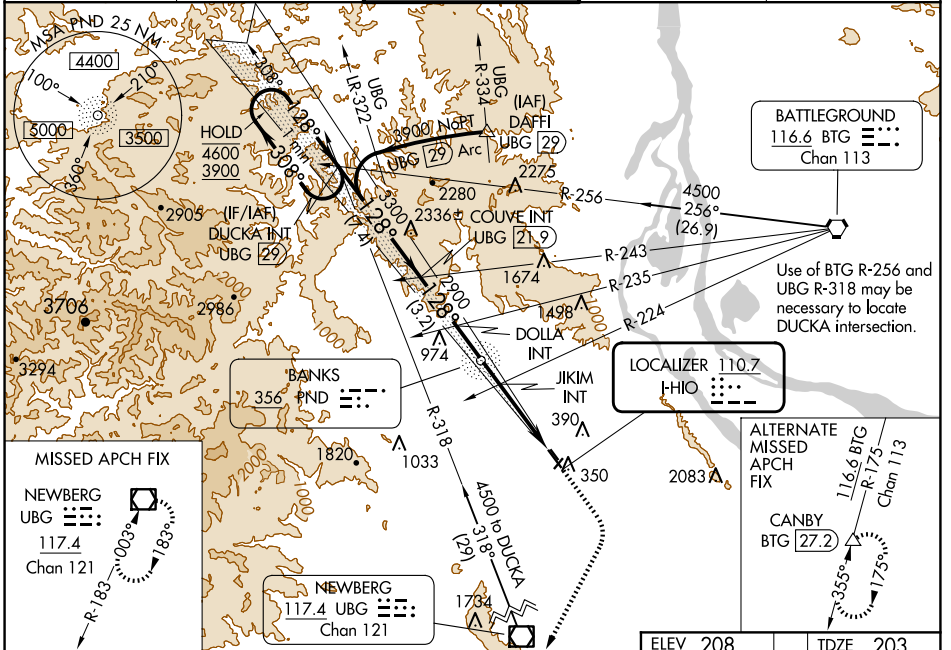 MSA PND 25 NM
4400
100°
210°
5000
3500
360°
HOLD
4600
3900
308°
128°
1 min
308°
128°
3300
(7.4)
UBG
LR-322
UBG
R-334
3900 NoPT
UBG 29 Arc
(IAF)
DAFFI
UBG 29
2275
2280
2336±
2905
(IF/IAF)
DUCKA INT
UBG 29
COUVE INT
UBG 21.9
R-256
4500
256°
(26.9)
BATTLEGROUND
116.6 BTG
Chan 113
1674
R-243
R-235
R-224
1498
Use of BTG R-256 and
UBG R-318 may be
necessary to locate
DUCKA intersection.
3706
2986
3294
2900
(3.2)
128°
974
DOLLA
INT
JIKIM
INT
390
BANKS
356 PND
LOCALIZER 110.7
I-HIO
1820
1033
R-318
350
2083
1000
1000
1000
MISSED APCH FIX
NEWBERG
UBG
117.4
Chan 121
003°
183°
R-183
4500 to DUCKA
318°
(29)
1734
NEWBERG
117.4 UBG
Chan 121
ALTERNATE
MISSED
APCH
FIX
116.6 BTG
R-175
Chan 113
CANBY
BTG 27.2
355°
175°
ELEV 208
TDZE 203